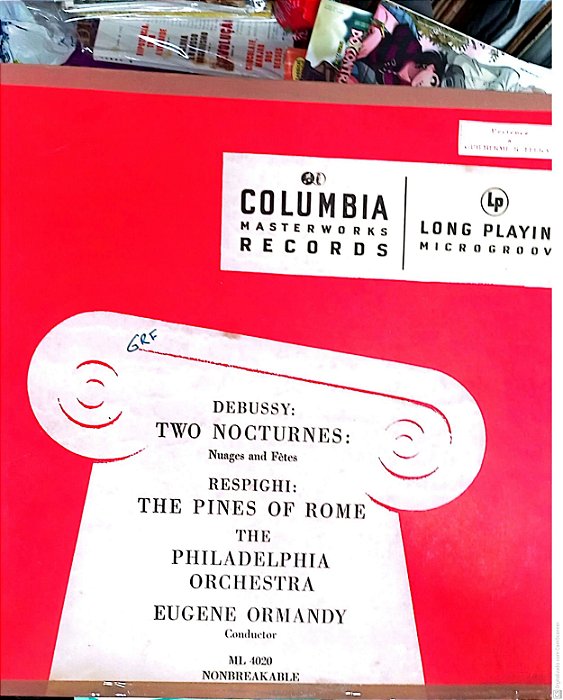 REVOLUÇÃO
COLUMBIA
MASTERWORKS
RECORDS
Lp
LONG PLAYIN
MICROGROOV
GRF
DEBUSSY:
TWO NOCTURNES:
Nuages and Fêtes
RESPIGHI:
THE PINES OF ROME
THE
PHILADELPHIA
ORCHESTRA
EUGENE ORMANDY
Conductor
ML 4020
NONBREAKABLE